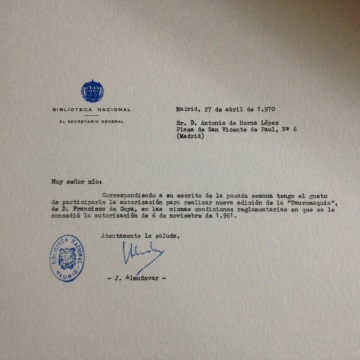 BIBLIOTECA NACIONAL
EL SECRETARIO GENERAL
Madrid, 27 de abril de 1.970
Sr. D. Antonio de Horna López
Plaza de San Vicente de Paul, Nº 6
(Madrid)
Muy señor mío:
Correspondiendo a su escrito de la pasada semana tengo el gusto
de participarle la autorización para realizar nueva edición de la "Tauromaquia",
de D. Francisco de Goya, en las mismas condiciones reglamentarias en que se le
concedió la autorización de 6 de noviembre de 1.961.
Atentamente le saluda,
BIBLIOTECA NACIONAL
MADRID
- J. Almudevar -